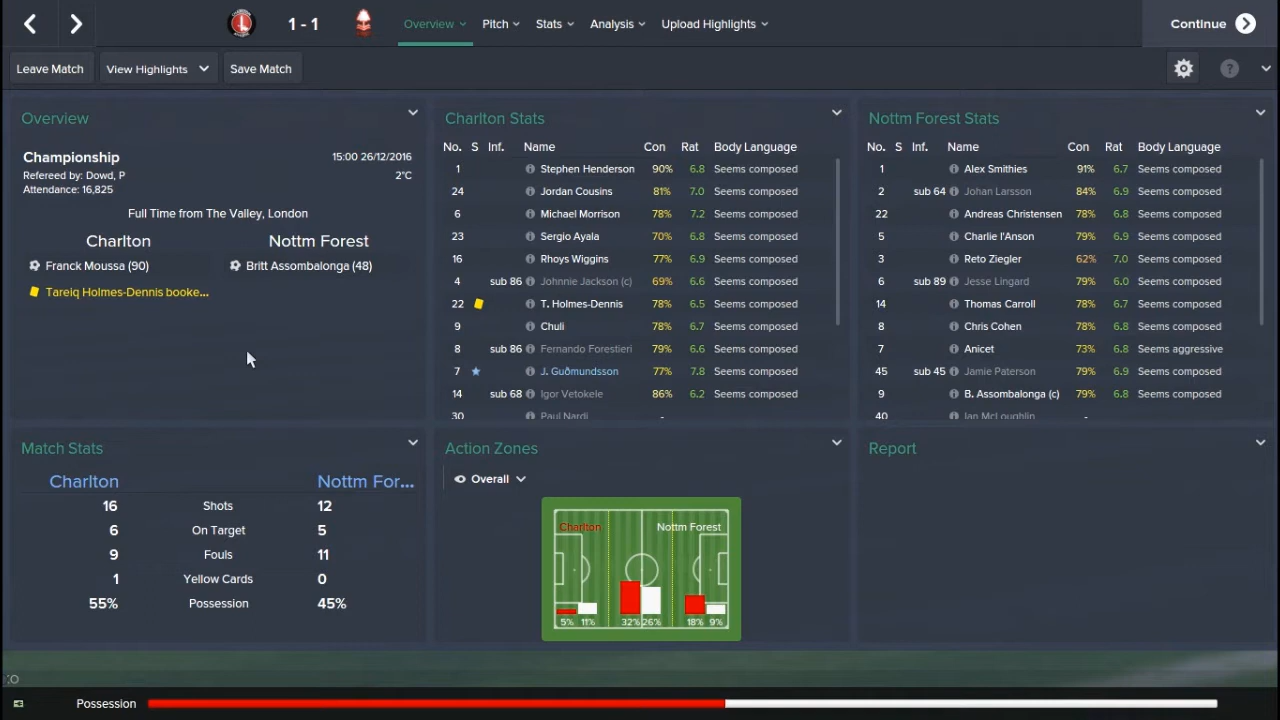 1 - 1 Overview Pitch Stats Analysis Upload Highlights Continue
Leave Match View Highlights Save Match ?
Overview
Championship 15:00 26/12/2016
Refereed by: Dowd, P 2°C
Attendance: 16,825
Full Time from The Valley, London
Charlton Nottm Forest
Franck Moussa (90) Britt Assombalonga (48)
Tareiq Holmes-Dennis booke...
Charlton Stats
No. S Inf. Name Con Rat Body Language
1 Stephen Henderson 90% 6.8 Seems composed
24 Jordan Cousins 81% 7.0 Seems composed
6 Michael Morrison 78% 7.2 Seems composed
23 Sergio Ayala 70% 6.8 Seems composed
16 Rhoys Wiggins 77% 6.9 Seems composed
4 sub 86 Johnnie Jackson (c) 69% 6.6 Seems composed
22 T. Holmes-Dennis 78% 6.5 Seems composed
9 Chuli 78% 6.7 Seems composed
8 sub 86 Fernando Forestieri 79% 6.6 Seems composed
7 J. Guðmundsson 77% 7.8 Seems composed
14 sub 68 Igor Vetokele 86% 6.2 Seems composed
30 Paul Nardi -
Nottm Forest Stats
No. S Inf. Name Con Rat Body Language
1 Alex Smithies 91% 6.7 Seems composed
2 sub 64 Johan Larsson 84% 6.9 Seems composed
22 Andreas Christensen 78% 6.8 Seems composed
5 Charlie I'Anson 79% 6.9 Seems composed
3 Reto Ziegler 62% 7.0 Seems composed
6 sub 89 Jesse Lingard 79% 6.0 Seems composed
14 Thomas Carroll 78% 6.7 Seems composed
8 Chris Cohen 78% 6.8 Seems composed
7 Anicet 73% 6.8 Seems aggressive
45 sub 45 Jamie Paterson 79% 6.9 Seems composed
9 B. Assombalonga (c) 79% 6.8 Seems composed
40 Ian McLoughlin -
Match Stats
Charlton Nottm For...
16 Shots 12
6 On Target 5
9 Fouls 11
1 Yellow Cards 0
55% Possession 45%
Action Zones
Overall
Charlton Nottm Forest
5% 11% 32% 26% 18% 9%
Report
Possession